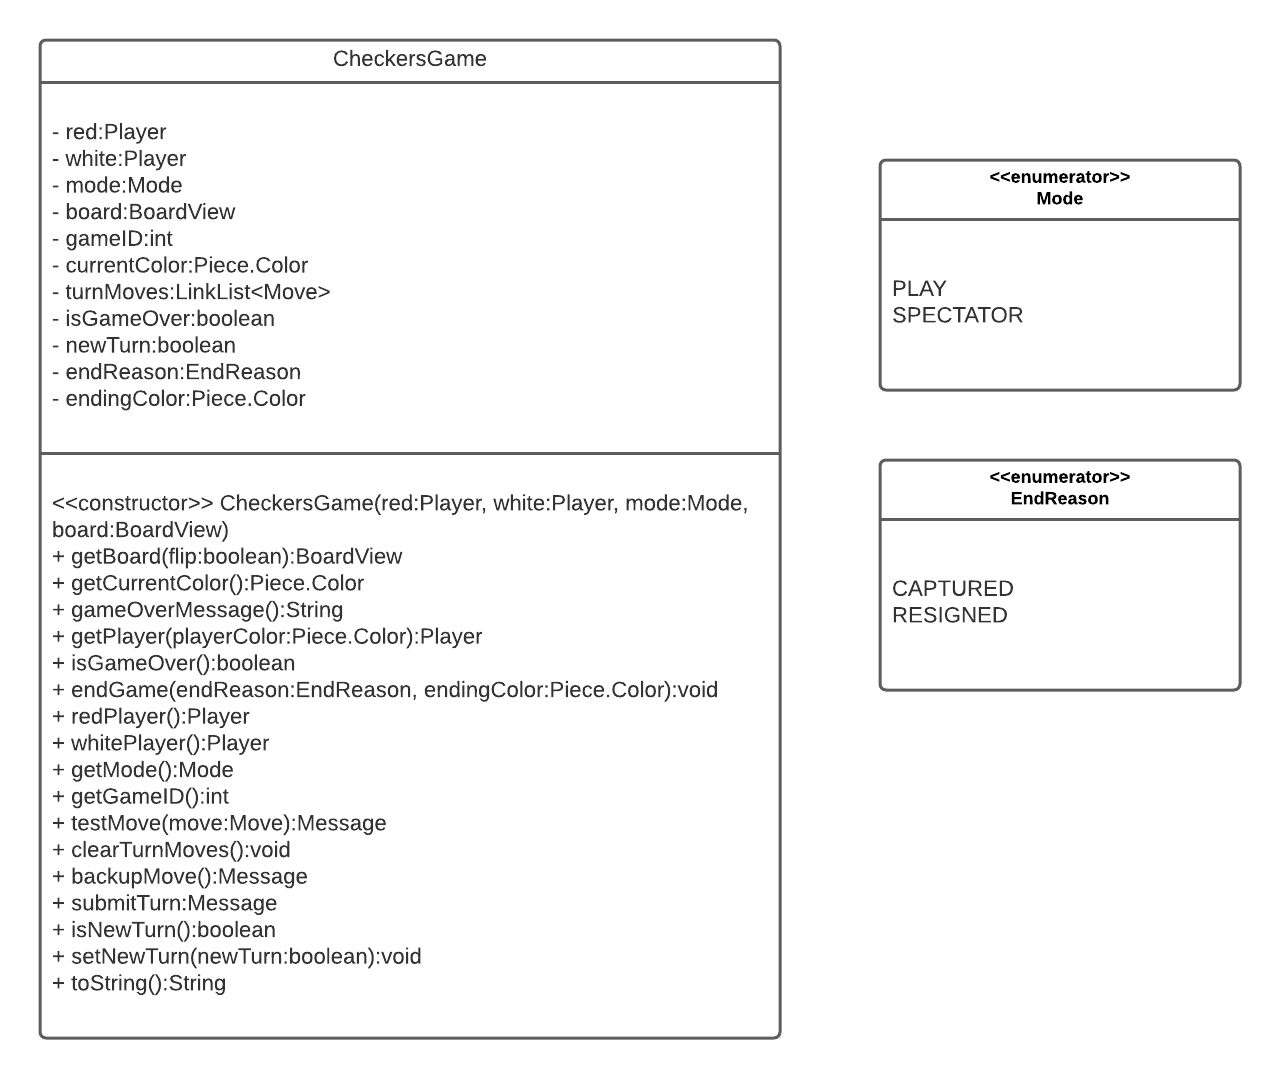 CheckersGame
- red:Player
- white:Player
- mode:Mode
- board:BoardView
- gameID:int
- currentColor:Piece.Color
- turnMoves:LinkList<Move>
- isGameOver:boolean
- newTurn:boolean
- endReason:EndReason
- endingColor:Piece.Color
<<constructor>> CheckersGame(red:Player, white:Player, mode:Mode,
board:BoardView)
+ getBoard(flip:boolean):BoardView
+ getCurrentColor():Piece.Color
+ gameOverMessage():String
+ getPlayer(playerColor:Piece.Color):Player
+ isGameOver():boolean
+ endGame(endReason:EndReason, endingColor:Piece.Color):void
+ redPlayer():Player
+ whitePlayer():Player
+ getMode():Mode
+ getGameID():int
+ testMove(move:Move):Message
+ clearTurnMoves():void
+ backupMove():Message
+ submitTurn:Message
+ isNewTurn():boolean
+ setNewTurn(newTurn:boolean):void
+ toString():String
<<enumerator>>
Mode
PLAY
SPECTATOR
<<enumerator>>
EndReason
CAPTURED
RESIGNED